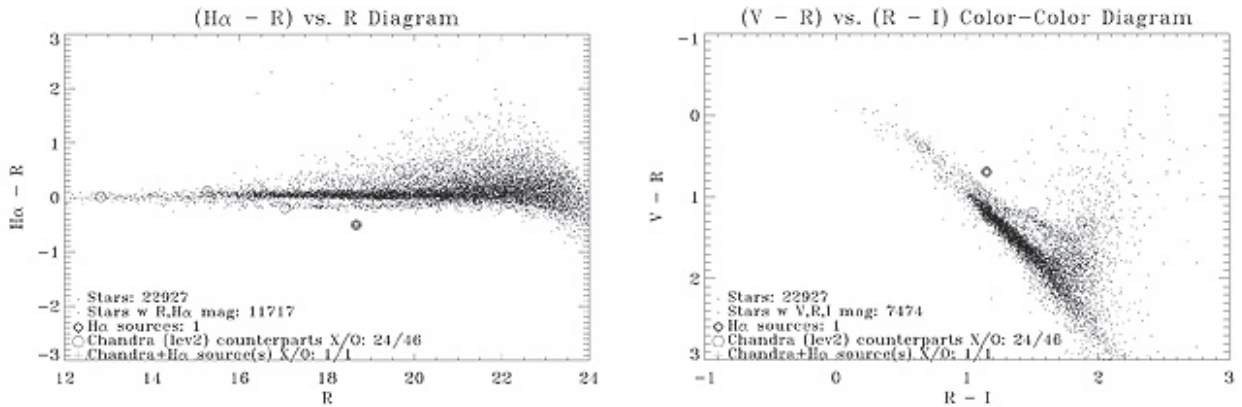 (Hα − R) vs. R Diagram
3
2
1
0
−1
−2
−3
Hα − R
Stars: 22927
Stars w R,Hα mag: 11717
Hα sources: 1
Chandra (lev2) counterparts X/O: 24/46
Chandra+Hα source(s) X/O: 1/1
12 14 16 18 20 22 24
R
(V − R) vs. (R − I) Color−Color Diagram
−1
0
1
2
3
V − R
Stars: 22927
Stars w V,R,I mag: 7474
Hα sources: 1
Chandra (lev2) counterparts X/O: 24/46
Chandra+Hα source(s) X/O: 1/1
−1 0 1 2 3
R − I